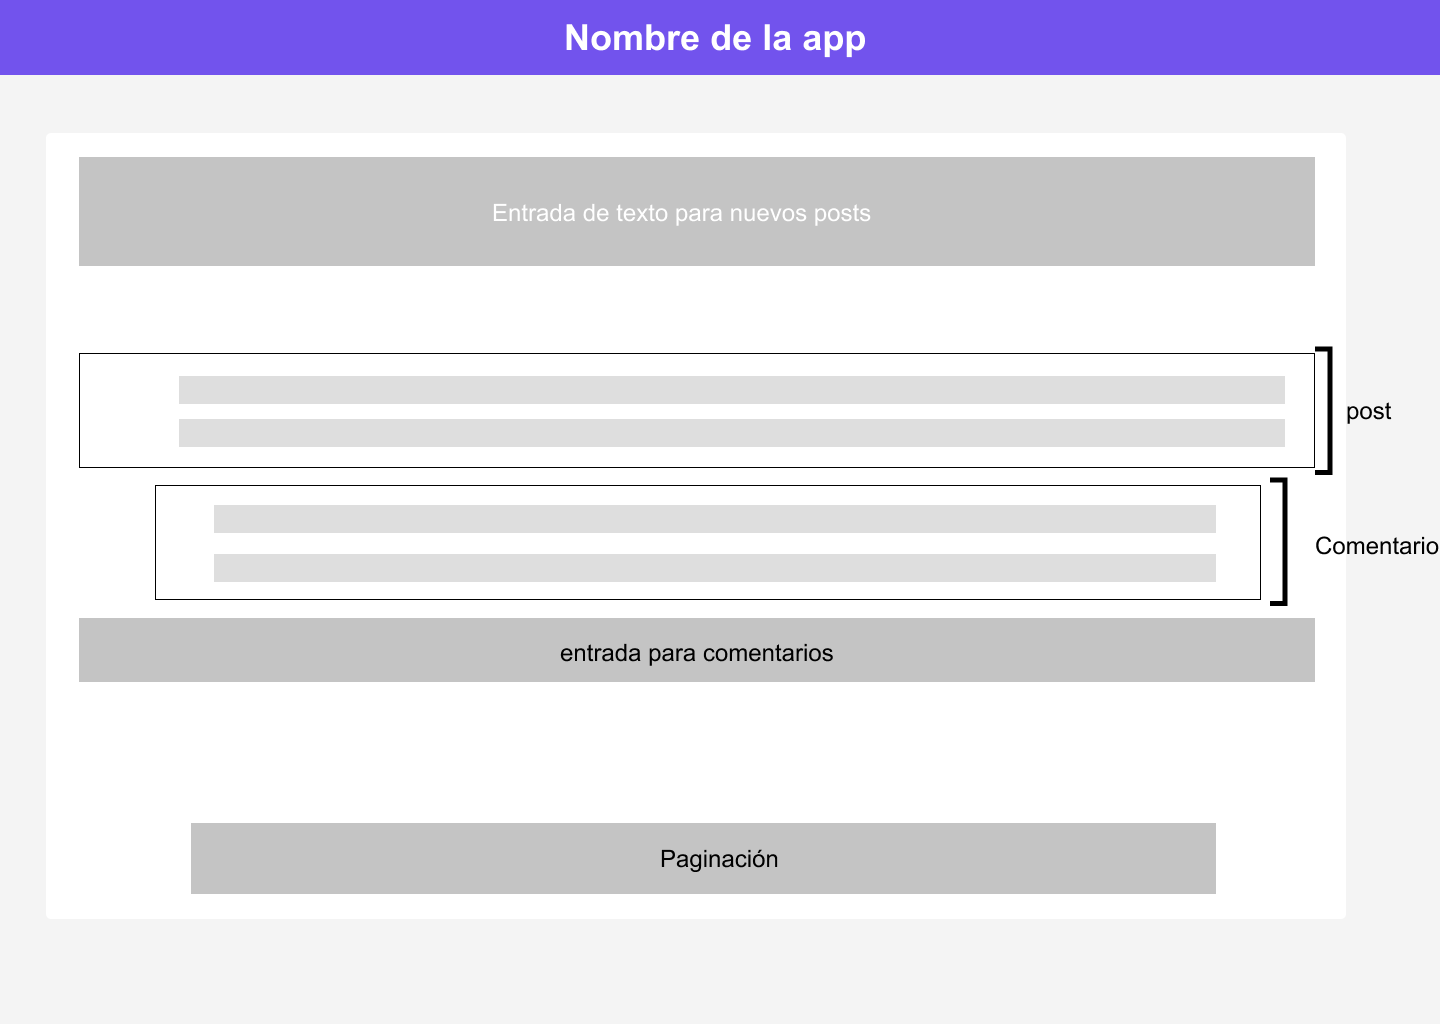 Nombre de la app
Entrada de texto para nuevos posts
post
Comentario
entrada para comentarios
Paginación